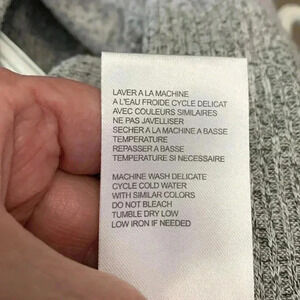 LAVER A LA MACHINE
A L'EAU FROIDE CYCLE DELICAT
AVEC COULEURS SIMILAIRES
NE PAS JAVELLISER
SECHER A LA MACHINE A BASSE
TEMPERATURE
REPASSER A BASSE
TEMPERATURE SI NECESSAIRE
MACHINE WASH DELICATE
CYCLE COLD WATER
WITH SIMILAR COLORS
DO NOT BLEACH
TUMBLE DRY LOW
LOW IRON IF NEEDED